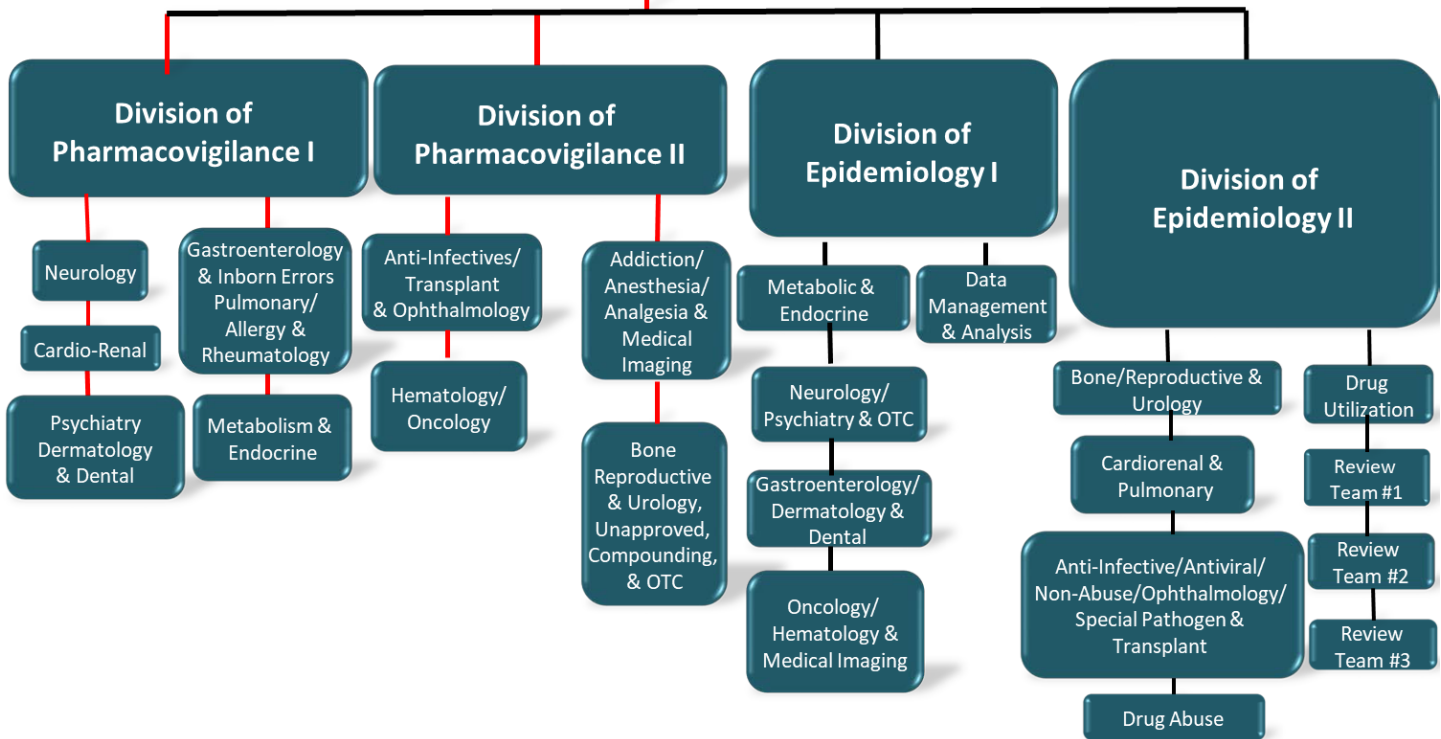 Division of
Pharmacovigilance I
Neurology
Cardio-Renal
Psychiatry
Dermatology
& Dental
Gastroenterology
& Inborn Errors
Pulmonary/
Allergy &
Rheumatology
Metabolism &
Endocrine
Division of
Pharmacovigilance II
Anti-Infectives/
Transplant
& Ophthalmology
Hematology/
Oncology
Addiction/
Anesthesia/
Analgesia &
Medical
Imaging
Bone
Reproductive
& Urology,
Unapproved,
Compounding,
& OTC
Division of
Epidemiology I
Metabolic &
Endocrine
Neurology/
Psychiatry & OTC
Gastroenterology/
Dermatology &
Dental
Oncology/
Hematology &
Medical Imaging
Data
Management
& Analysis
Division of
Epidemiology II
Bone/Reproductive &
Urology
Cardiorenal &
Pulmonary
Anti-Infective/Antiviral/
Non-Abuse/Ophthalmology/
Special Pathogen &
Transplant
Drug Abuse
Drug
Utilization
Review
Team #1
Review
Team #2
Review
Team #3